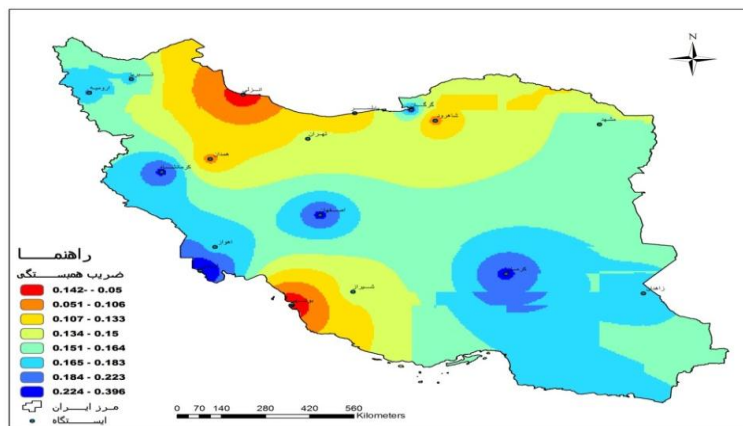 N
تبریز
ارومیه
انزلی
گرگان
شاهرود
مشهد
تهران
همدان
کرمانشاه
اصفهان
اهواز
کرمان
زاهدان
شیراز
راهنمــا
ضریب همبستگی
0.142- - 0.05
0.051 - 0.106
0.107 - 0.133
0.134 - 0.15
0.151 - 0.164
0.165 - 0.183
0.184 - 0.223
0.224 - 0.396
مرز ایران
ایستگاه
0 70 140 280 420 560
Kilometers